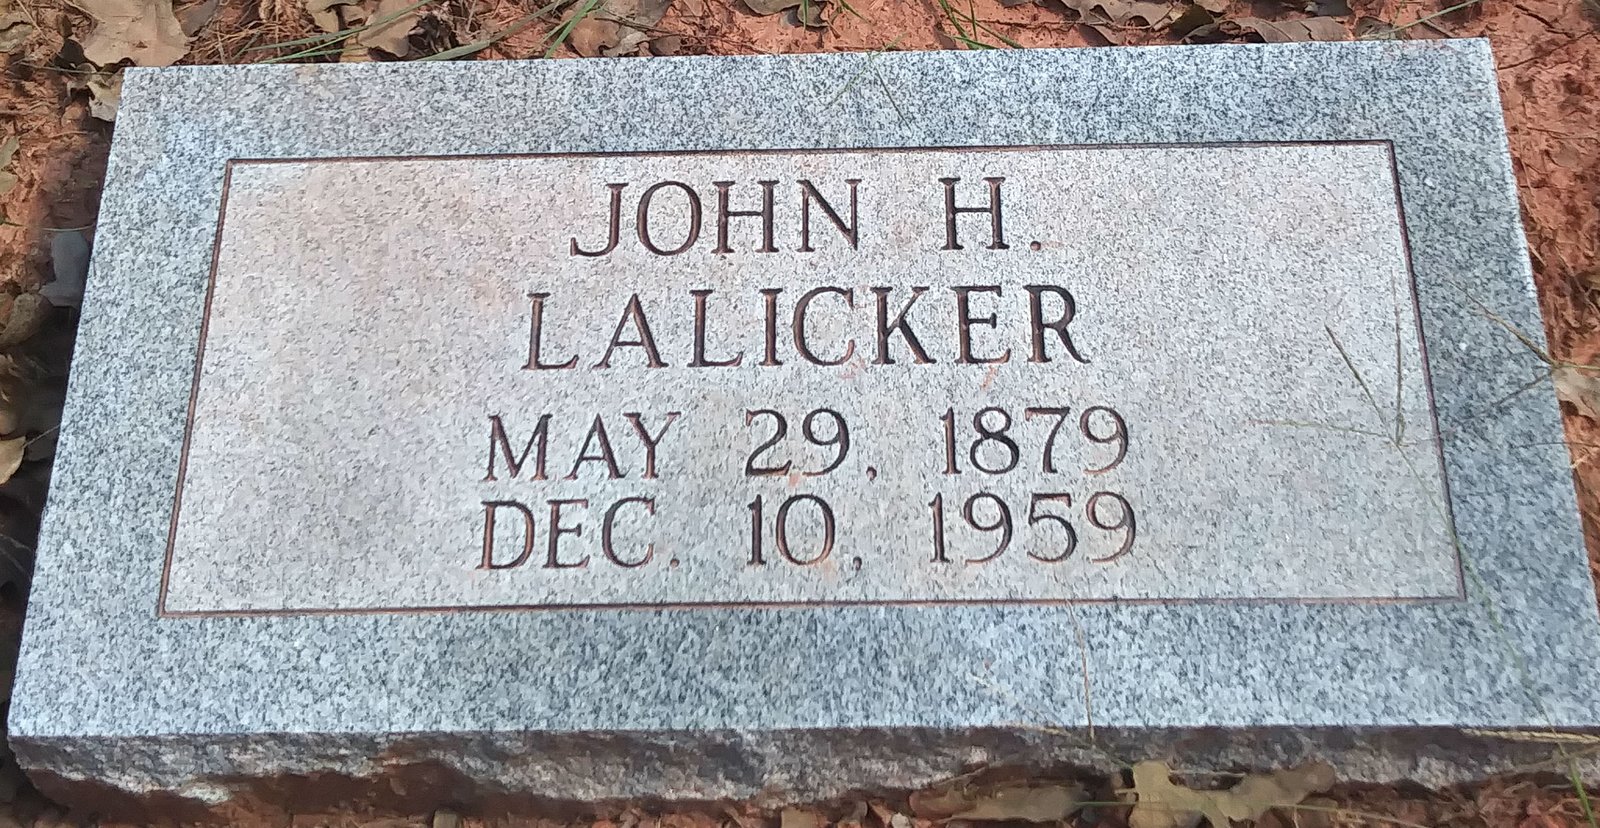 JOHN H.
LALICKER
MAY 29, 1879
DEC. 10, 1959